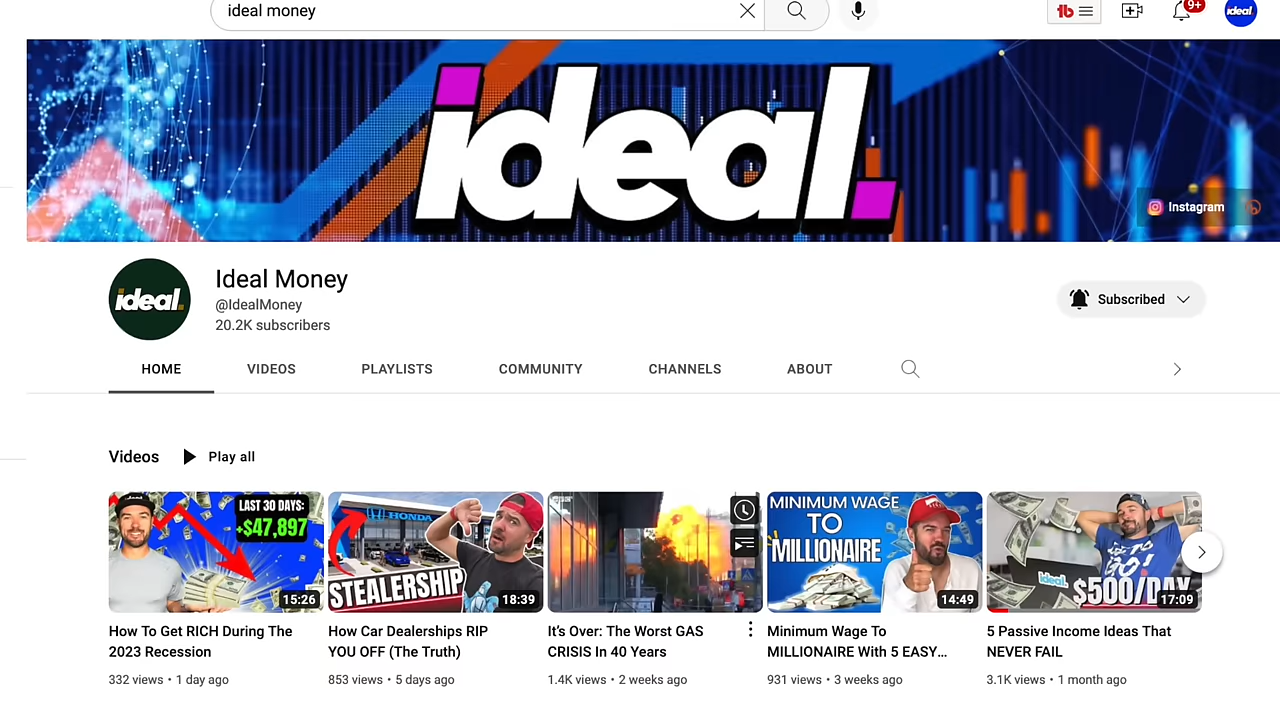 ideal money
9+
ideal.
ideal.
Instagram
ideal.
Ideal Money
@IdealMoney
20.2K subscribers
Subscribed
HOME VIDEOS PLAYLISTS COMMUNITY CHANNELS ABOUT
Videos Play all
LAST 30 DAYS:
+$47,897
15:26
HONDA
STEALERSHIP
18:39
MINIMUM WAGE
TO
MILLIONAIRE
14:49
ideal.
$500/DAY
17:09
How To Get RICH During The
2023 Recession
332 views • 1 day ago
How Car Dealerships RIP
YOU OFF (The Truth)
853 views • 5 days ago
It's Over: The Worst GAS
CRISIS In 40 Years
1.4K views • 2 weeks ago
Minimum Wage To
MILLIONAIRE With 5 EASY...
931 views • 3 weeks ago
5 Passive Income Ideas That
NEVER FAIL
3.1K views • 1 month ago